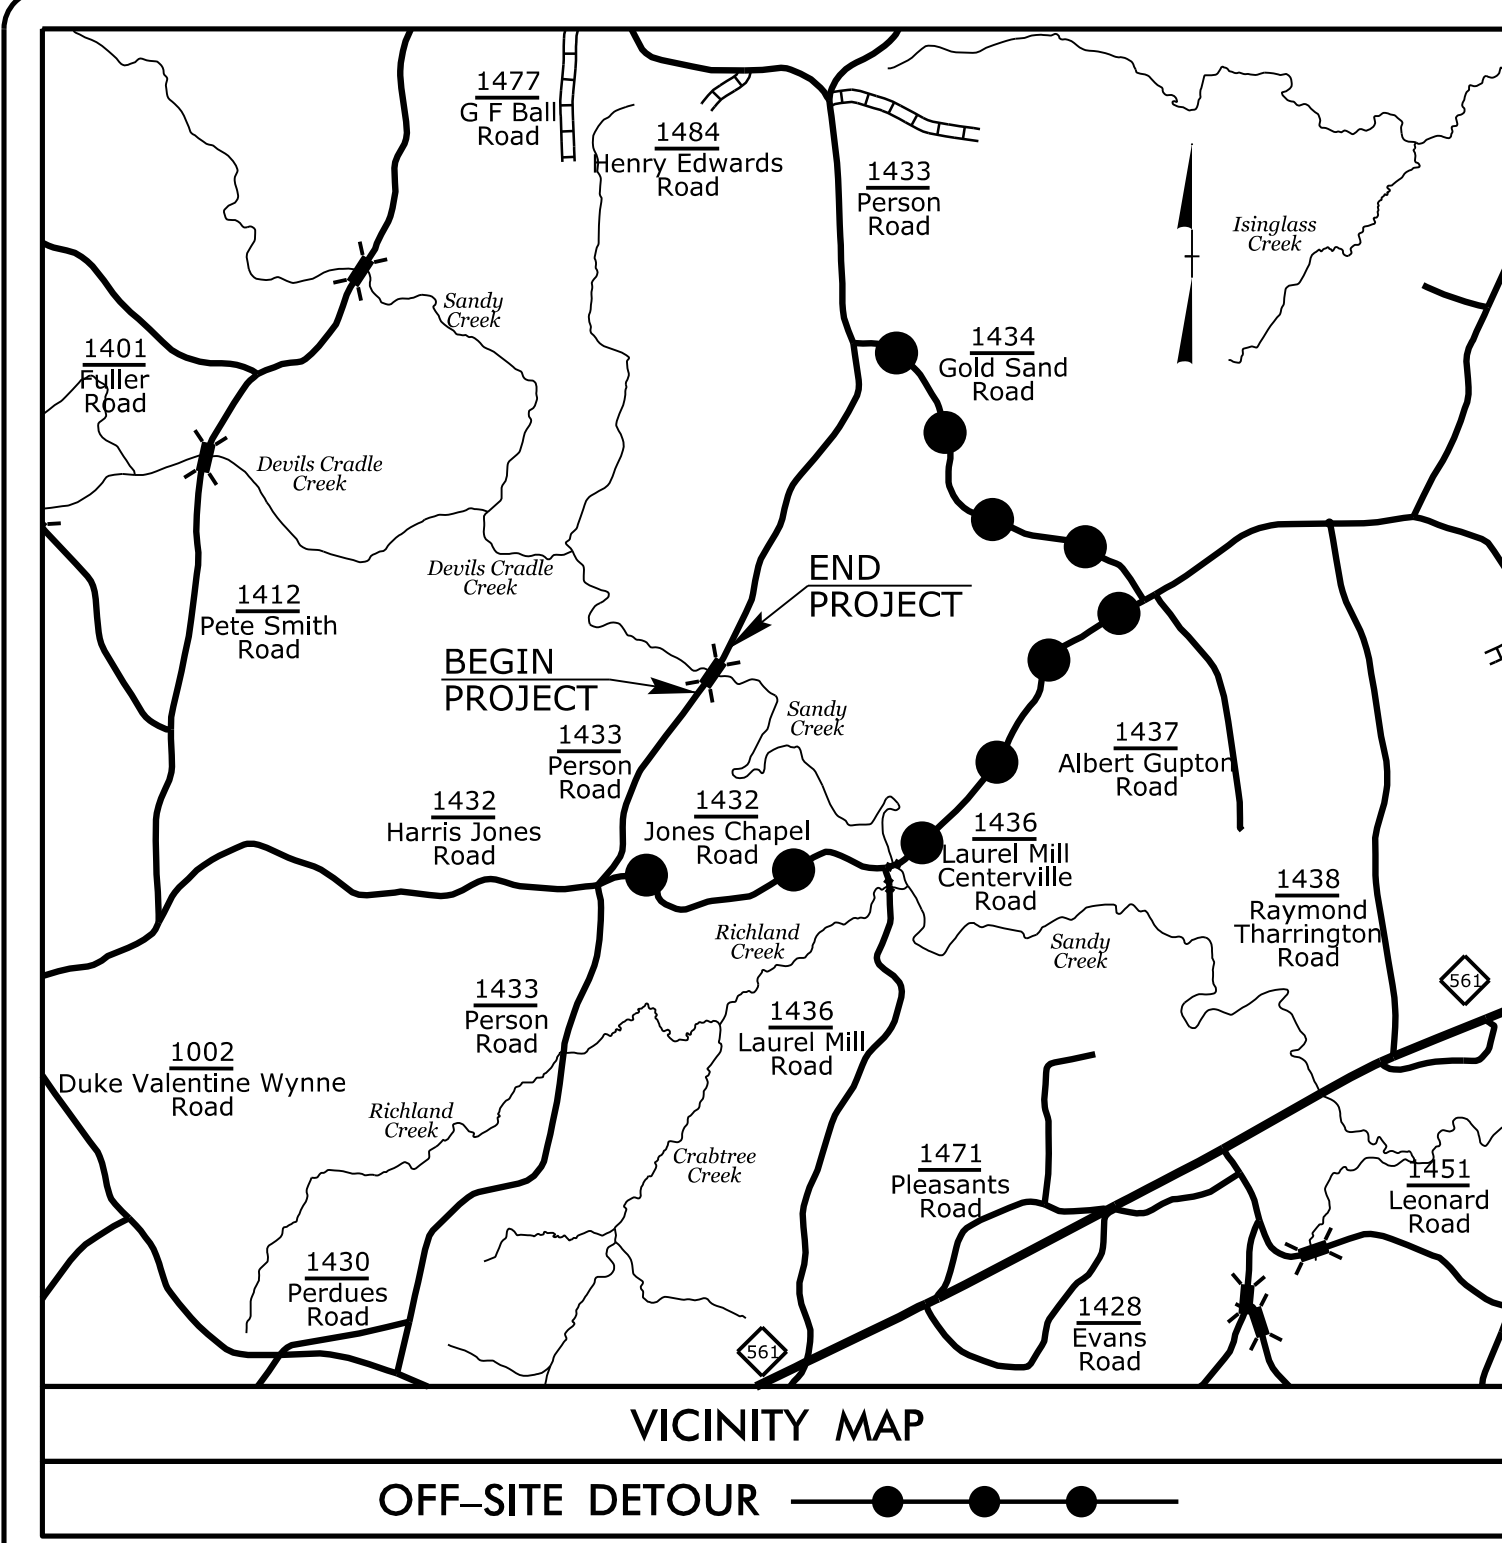 1477
G F Ball
Road
1484
Henry Edwards
Road
1433
Person
Road
Isinglass
Creek
Sandy
Creek
1401
Fuller
Road
1434
Gold Sand
Road
Devils Cradle
Creek
Devils Cradle
Creek
END
PROJECT
1412
Pete Smith
Road
BEGIN
PROJECT
Sandy
Creek
1433
Person
Road
1437
Albert Gupton
Road
1432
Harris Jones
Road
1432
Jones Chapel
Road
1436
Laurel Mill
Centerville
Road
1438
Raymond
Tharrington
Road
Richland
Creek
Sandy
Creek
561
1433
Person
Road
1436
Laurel Mill
Road
1002
Duke Valentine Wynne
Road
Richland
Creek
Crabtree
Creek
1471
Pleasants
Road
1451
Leonard
Road
1430
Perdues
Road
1428
Evans
Road
561
VICINITY MAP
OFF–SITE DETOUR